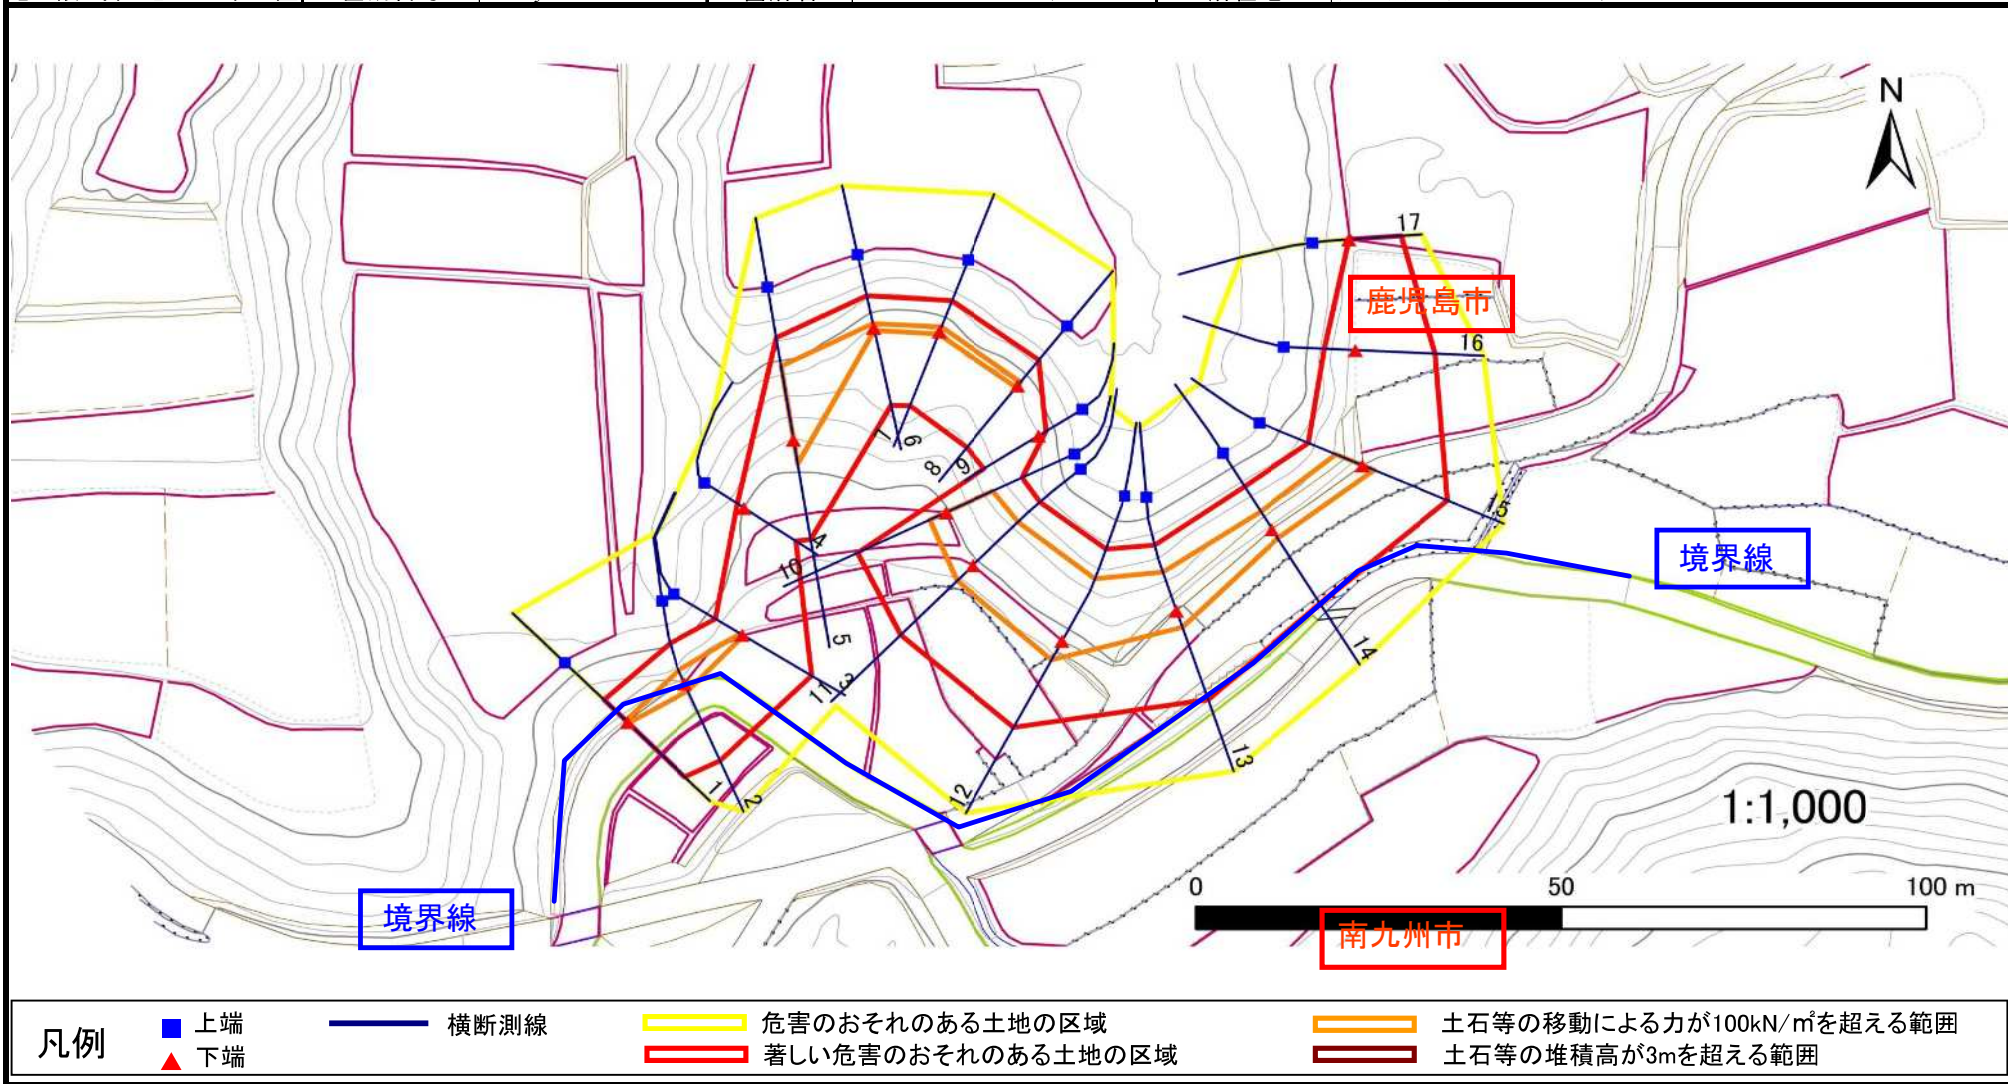 N
17
鹿児島市
16
7
6
8
9
15
4
10
境界線
5
14
11
3
13
1
2
12
1:1,000
0
50
100 m
境界線
南九州市
凡例
上端
横断測線
危害のおそれのある土地の区域
土石等の移動による力が100kN/㎡を超える範囲
下端
著しい危害のおそれのある土地の区域
土石等の堆積高が3mを超える範囲